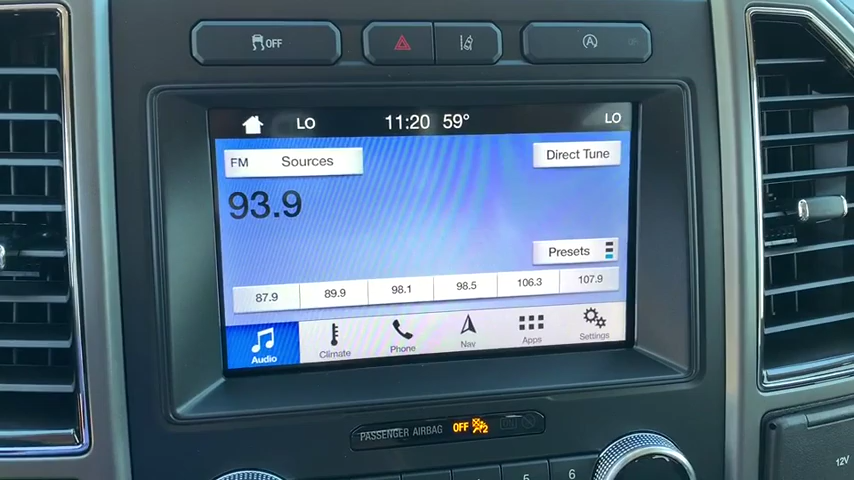 OFF
LO 11:20 59° LO
FM Sources Direct Tune
93.9
Presets
87.9 89.9 98.1 98.5 106.3 107.9
Audio Climate Phone Nav Apps Settings
PASSENGER AIRBAG OFF 2
5 6
12V